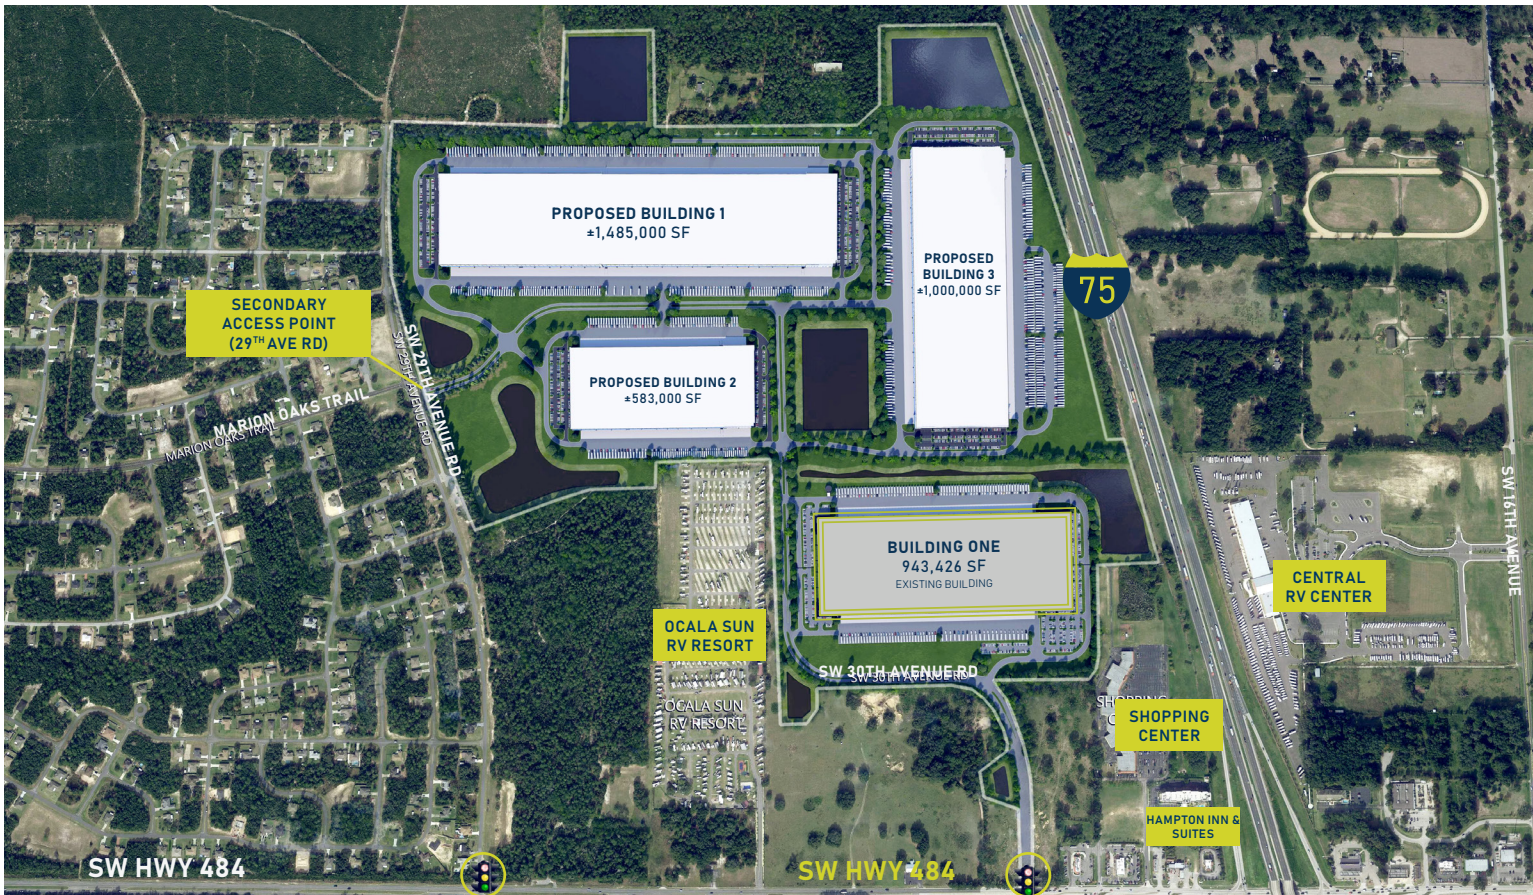 PROPOSED BUILDING 1
±1,485,000 SF
PROPOSED
BUILDING 3
±1,000,000 SF
75
SECONDARY
ACCESS POINT
(29TH AVE RD)
SW 29TH AVENUE RD
SW 29TH AVENUE RD
PROPOSED BUILDING 2
±583,000 SF
MARION OAKS TRAIL
MARION OAKS TRAIL
SW 16TH AVENUE
BUILDING ONE
943,426 SF
EXISTING BUILDING
CENTRAL
RV CENTER
OCALA SUN
RV RESORT
SW 30TH AVENUE RD
SW 30TH AVENUE RD
OCALA SUN
RV RESORT
SHOPPING
SHOPPING
CENTER
HAMPTON INN &
SUITES
SW HWY 484
SW HWY 484